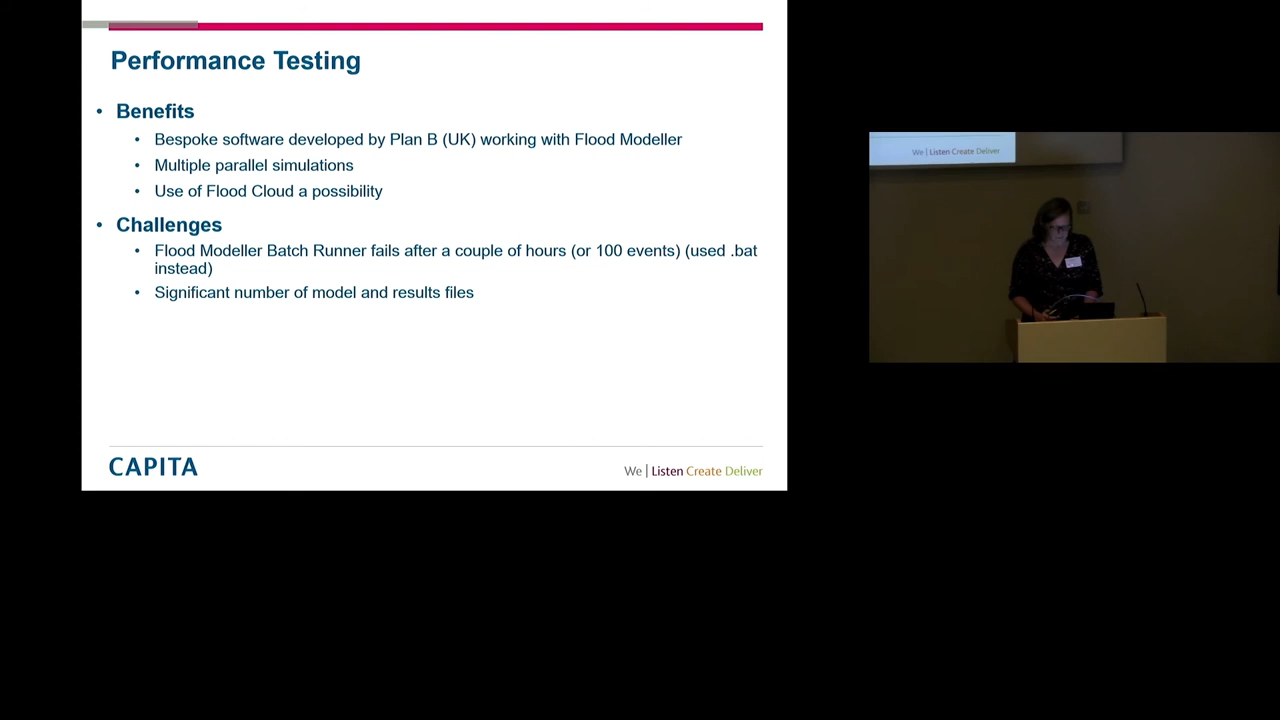 Performance Testing
• Benefits
• Bespoke software developed by Plan B (UK) working with Flood Modeller
• Multiple parallel simulations
• Use of Flood Cloud a possibility
• Challenges
• Flood Modeller Batch Runner fails after a couple of hours (or 100 events) (used .bat
instead)
• Significant number of model and results files
CAPITA
We | Listen Create Deliver
We | Listen Create Deliver